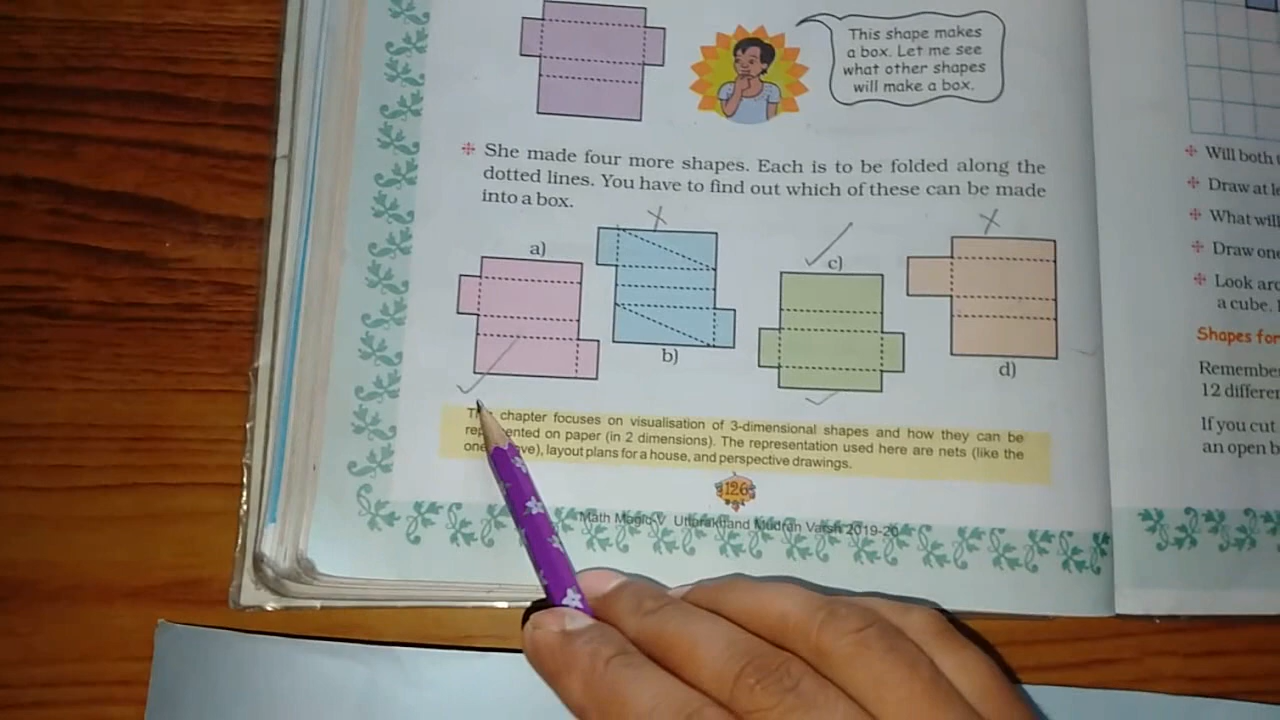 This shape makes
a box. Let me see
what other shapes
will make a box.
She made four more shapes. Each is to be folded along the
dotted lines. You have to find out which of these can be made
into a box.
a)
b)
c)
d)
chapter focuses on visualisation of 3-dimensional shapes and how they can be
on paper (in 2 dimensions). The representation used here are nets (like the
layout plans for a house, and perspective drawings.
126
Math Magic-V Uttarakhand Mudran Varsh 2019-20
Will both
Draw at
What will
Draw one
Look
a cube.
Shapes for
Remember
12
If you cut
an open